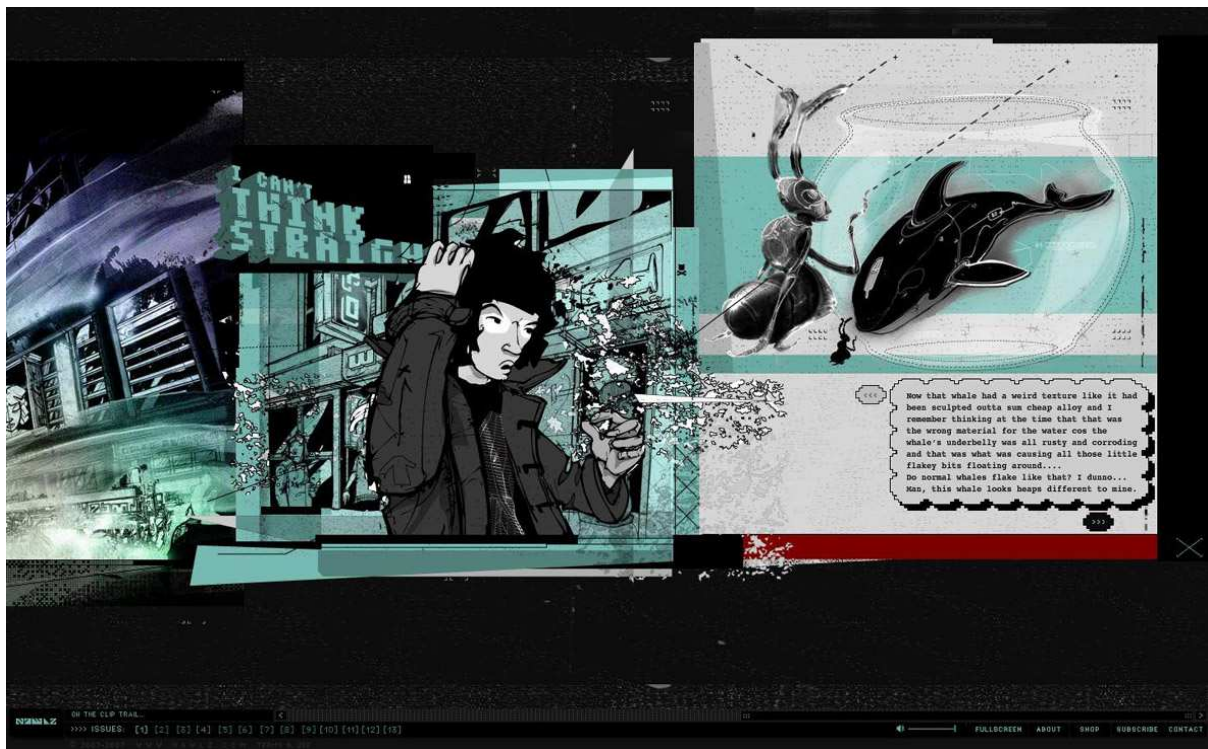 I CAN'T
THINK
STRAIG
<<<
Now that whale had a weird texture like it had
been sculpted outta sum cheap alloy and I
remember thinking at the time that that was
the wrong material for the water cos the
whale's underbelly was all rusty and corroding
and that was what was causing all those little
flakey bits floating around....
Do normal whales flake like that? I dunno...
Man, this whale looks heaps different to mine.
>>>
NAWLZ
ON THE CLIP TRAIL...
>>>> ISSUES: [1] [2] [3] [4] [5] [6] [7] [8] [9] [10] [11] [12] [13]
FULLSCREEN ABOUT SHOP SUBSCRIBE CONTACT